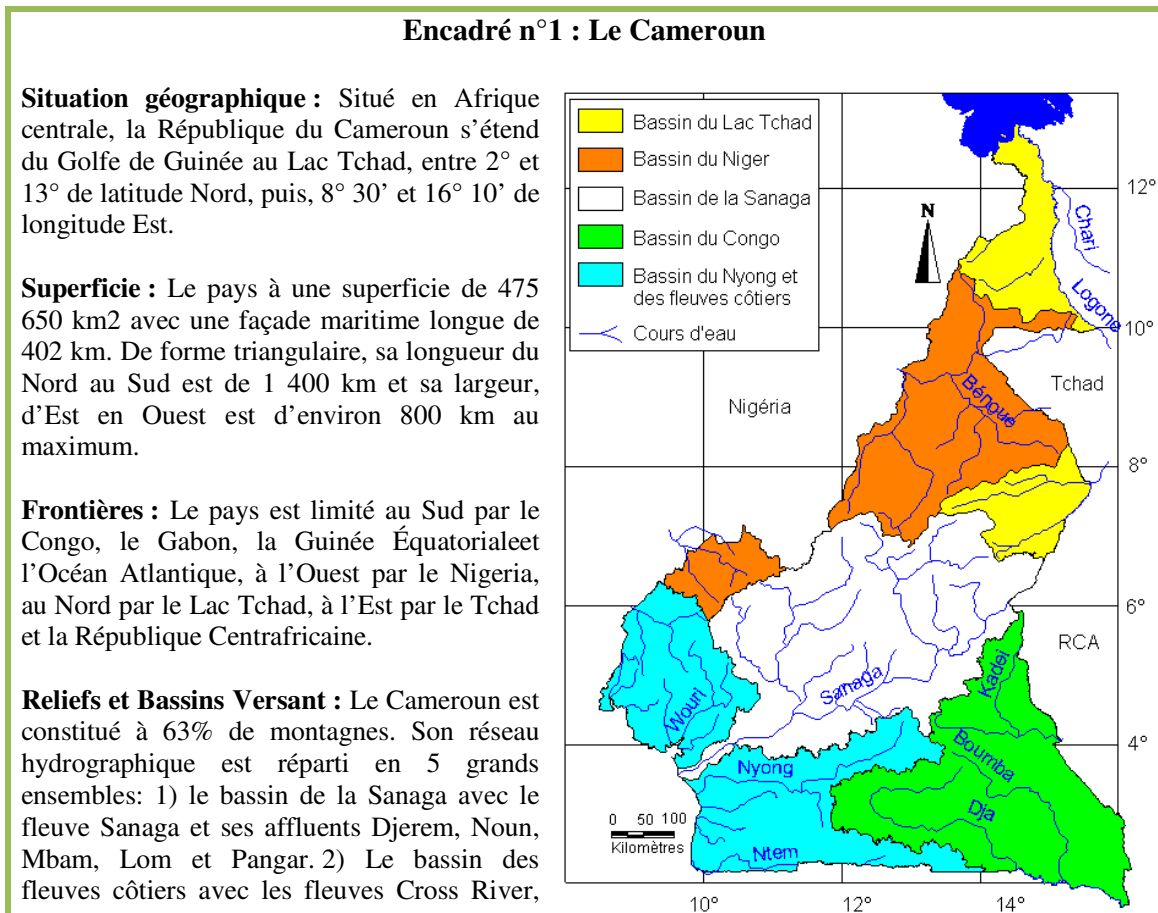 Encadré n°1 : Le Cameroun
Situation géographique : Situé en Afrique
centrale, la République du Cameroun s’étend
du Golfe de Guinée au Lac Tchad, entre 2° et
13° de latitude Nord, puis, 8° 30’ et 16° 10’ de
longitude Est.
Superficie : Le pays à une superficie de 475
650 km2 avec une façade maritime longue de
402 km. De forme triangulaire, sa longueur du
Nord au Sud est de 1 400 km et sa largeur,
d’Est en Ouest est d’environ 800 km au
maximum.
Frontières : Le pays est limité au Sud par le
Congo, le Gabon, la Guinée Équatorialeet
l’Océan Atlantique, à l’Ouest par le Nigeria,
au Nord par le Lac Tchad, à l’Est par le Tchad
et la République Centrafricaine.
Reliefs et Bassins Versant : Le Cameroun est
constitué à 63% de montagnes. Son réseau
hydrographique est réparti en 5 grands
ensembles: 1) le bassin de la Sanaga avec le
fleuve Sanaga et ses affluents Djerem, Noun,
Mbam, Lom et Pangar. 2) Le bassin des
fleuves côtiers avec les fleuves Cross River,
Bassin du Lac Tchad
Bassin du Niger
Bassin de la Sanaga
Bassin du Congo
Bassin du Nyong et
des fleuves côtiers
Cours d'eau
N
12°
Chari
Logone
10°
Tchad
Nigéria
Béngue
8°
6°
RCA
Kadei
Sanaga
Wouri
4°
Boumba
Nyong
Dja
0 50 100
Kilomètres
Ntem
10°
12°
14°